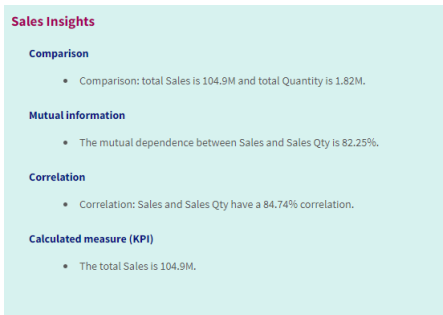 Sales Insights
Comparison
• Comparison: total Sales is 104.9M and total Quantity is 1.82M.
Mutual information
• The mutual dependence between Sales and Sales Qty is 82.25%.
Correlation
• Correlation: Sales and Sales Qty have a 84.74% correlation.
Calculated measure (KPI)
• The total Sales is 104.9M.